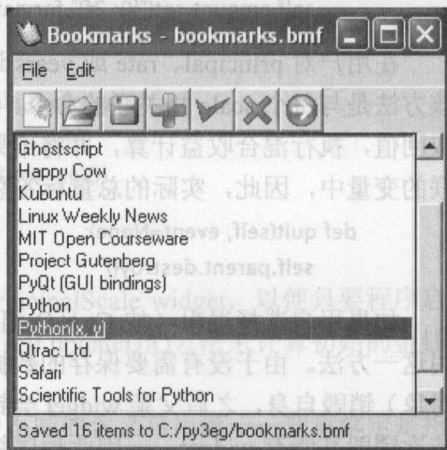 Bookmarks - bookmarks.bmf
File Edit
Ghostscript
Happy Cow
Kubuntu
Linux Weekly News
MIT Open Courseware
Project Gutenberg
PyQt (GUI bindings)
Python
Python(x, y)
Qtrac Ltd.
Safari
Scientific Tools for Python
Saved 16 items to C:/py3eg/bookmarks.bmf